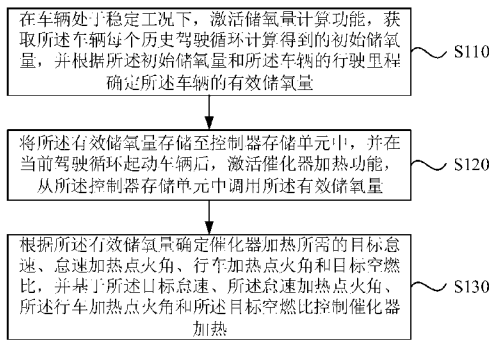 在车辆处于稳定工况下，激活储氧量计算功能，获
取所述车辆每个历史驾驶循环计算得到的初始储氧
量，并根据所述初始储氧量和所述车辆的行驶里程
确定所述车辆的有效储氧量
S110
将所述有效储氧量存储至控制器存储单元中，并在
当前驾驶循环起动车辆后，激活催化器加热功能，
从所述控制器存储单元中调用所述有效储氧量
S120
根据所述有效储氧量确定催化器加热所需的目标怠
速、怠速加热点火角、行车加热点火角和目标空燃
比，并基于所述目标怠速、所述怠速加热点火角、
所述行车加热点火角和所述目标空燃比控制催化器
加热
S130